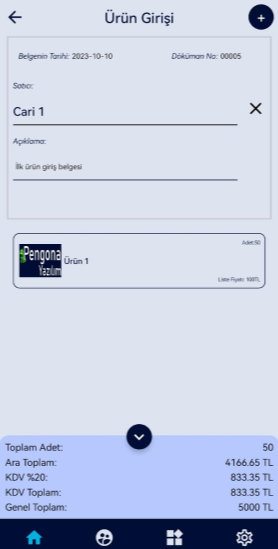 Ürün Girişi
Belgenin Tarihi: 2023-10-10 Döküman No: 00005
Satıcı:
Cari 1
Açıklama:
İlk ürün giriş belgesi
Adet:50
Pengona
Yazılım
Ürün 1
Liste Fiyatı: 100TL
Toplam Adet: 50
Ara Toplam: 4166.65 TL
KDV %20: 833.35 TL
KDV Toplam: 833.35 TL
Genel Toplam: 5000 TL